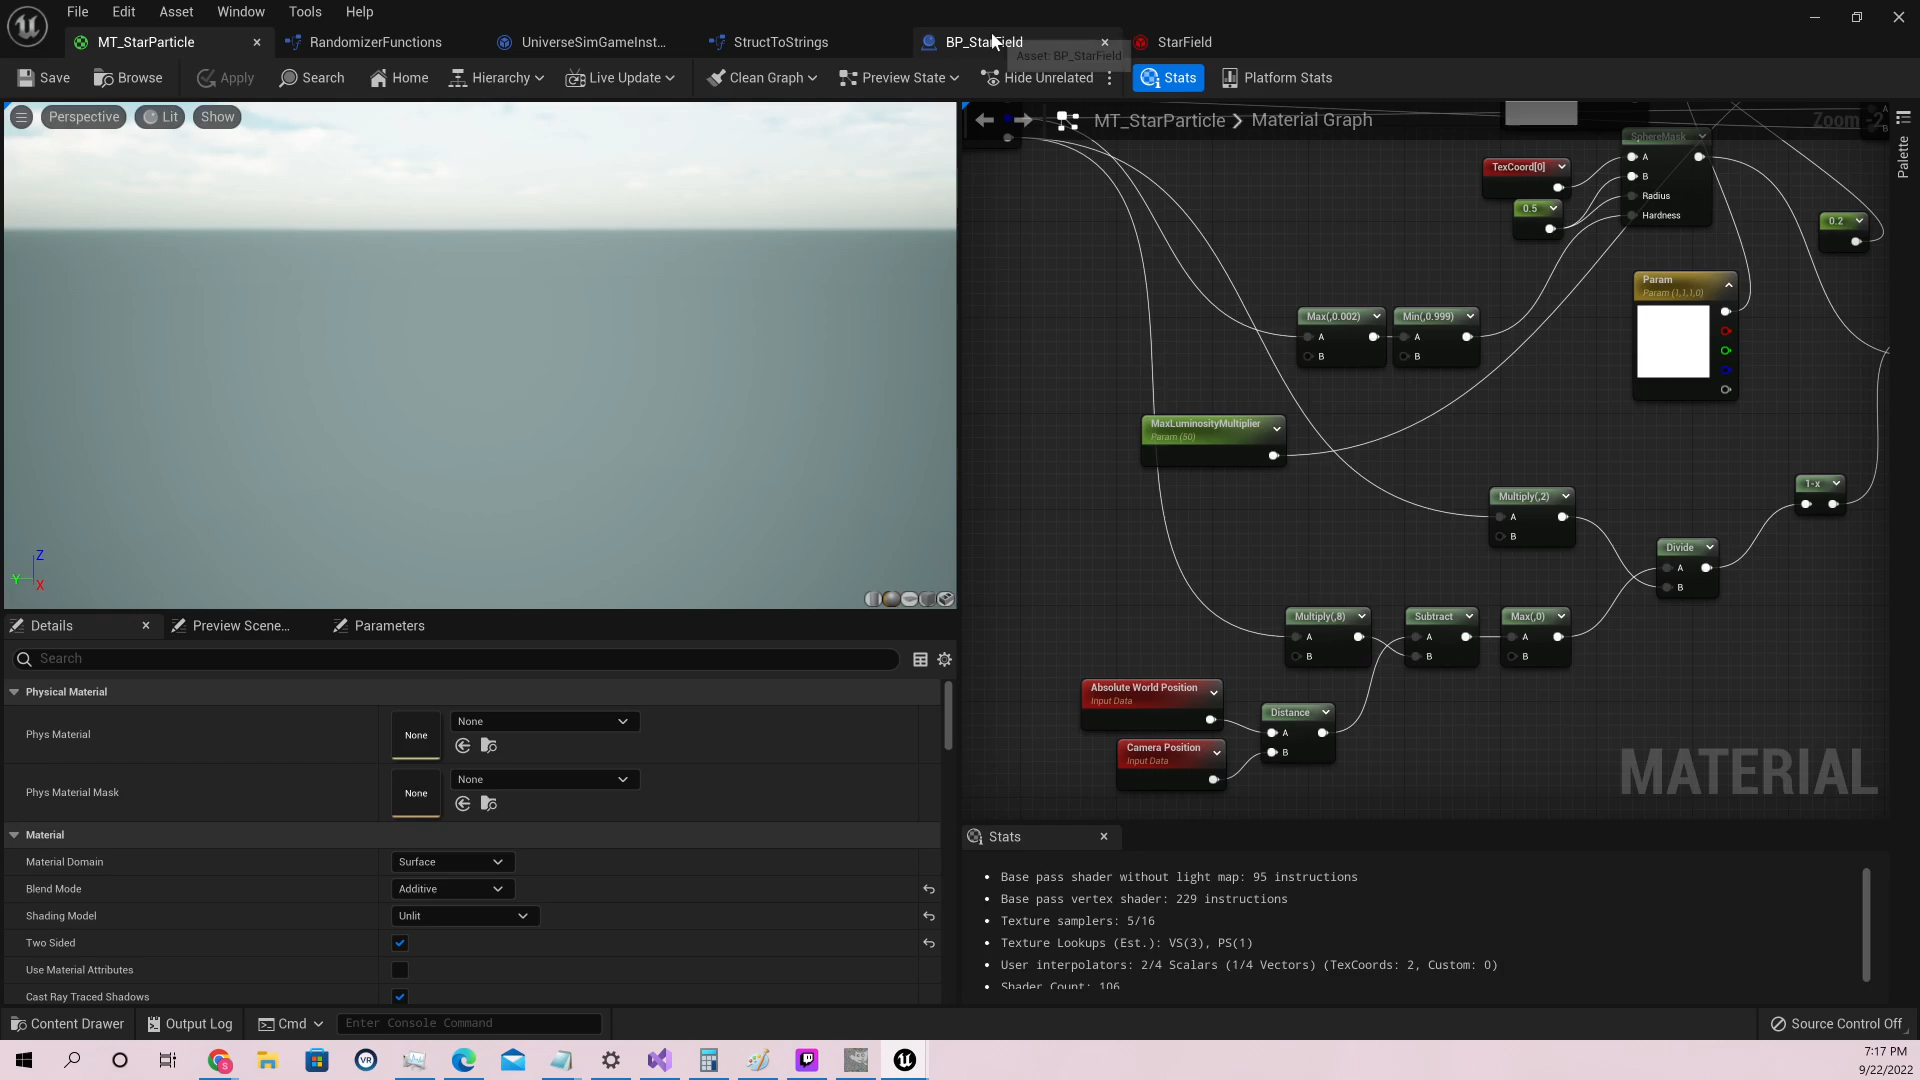 File Edit Asset Window Tools Help
MT_StarParticle RandomizerFunctions UniverseSimGameInst... StructToStrings BP_StarField StarField
Asset: BP_StarField
Save Browse Apply Search Home Hierarchy Live Update Clean Graph Preview State Hide Unrelated Stats Platform Stats
Perspective Lit Show
MT_StarParticle > Material Graph
Zoom -2
Palette
SphereMask
A
B
Radius
Hardness
TexCoord[0]
0.5
0.2
Param
Param (1,1,1,0)
Max(,0.002)
A
B
Min(,0.999)
A
B
MaxLuminosityMultiplier
Param (50)
Multiply(,2)
A
B
1-x
Divide
A
B
Multiply(,8)
A
B
Subtract
A
B
Max(,0)
A
B
Absolute World Position
Input Data
Camera Position
Input Data
Distance
A
B
MATERIAL
Z
Y
X
Details Preview Scene... Parameters
Search
Physical Material
Phys Material None None
Phys Material Mask None None
Material
Material Domain Surface
Blend Mode Additive
Shading Model Unlit
Two Sided
Use Material Attributes
Cast Ray Traced Shadows
Stats
• Base pass shader without light map: 95 instructions
• Base pass vertex shader: 229 instructions
• Texture samplers: 5/16
• Texture Lookups (Est.): VS(3), PS(1)
• User interpolators: 2/4 Scalars (1/4 Vectors) (TexCoords: 2, Custom: 0)
• Shader Count: 106
Content Drawer Output Log Cmd Enter Console Command Source Control Off
7:17 PM
9/22/2022